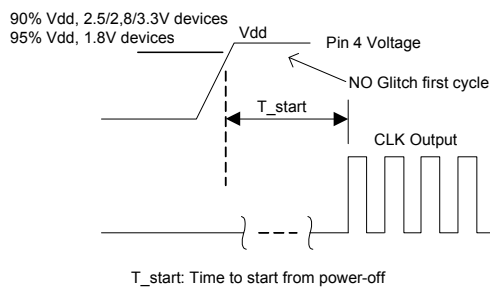 90% Vdd, 2.5/2,8/3.3V devices
95% Vdd, 1.8V devices
Vdd
Pin 4 Voltage
NO Glitch first cycle
T_start
CLK Output
T_start: Time to start from power-off